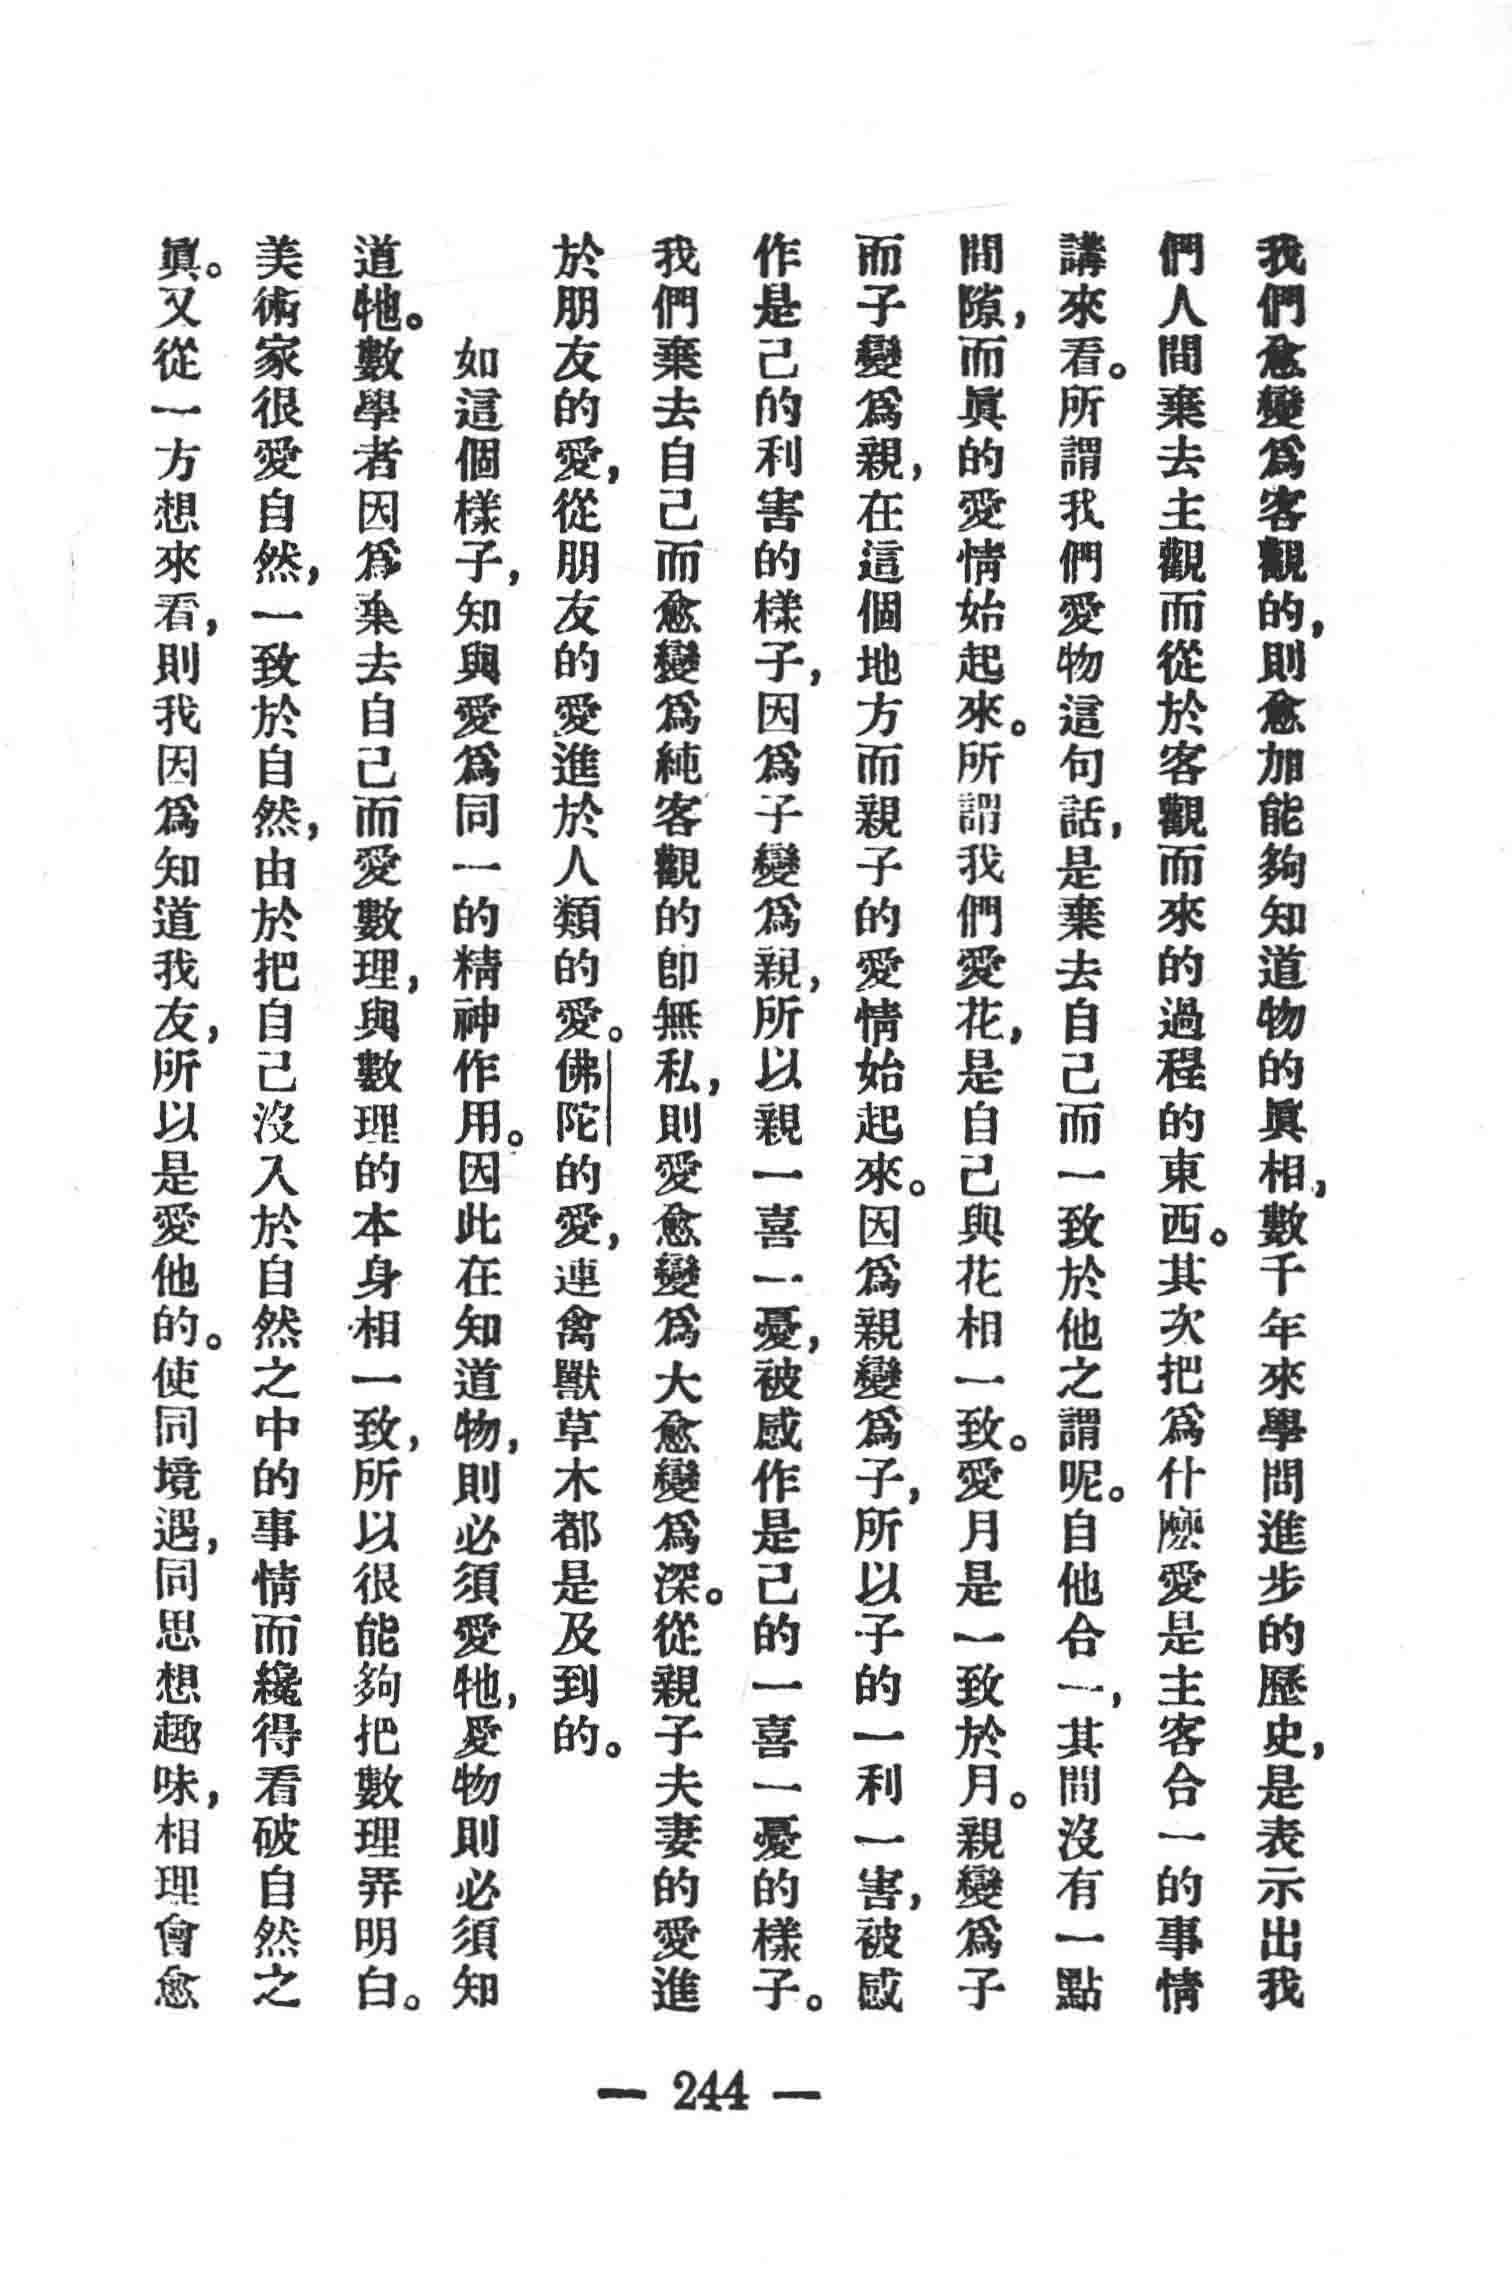 我們愈變爲客觀的，則愈加能夠知道物的眞相，數千年來學問進步的歷史，是表示出我
們人間棄去主觀而從於客觀而來的過程的東西。其次把爲什麼愛是主客合一的事情
講來看。所謂我們愛物這句話，是棄去自己而一致於他之謂呢。自他合一，其間沒有一點
間隙，而眞的愛情始起來。所謂我們愛花，是自己與花相一致。愛月是一致於月。親變爲子
而子變爲親，在這個地方而親子的愛情始起來。因爲親變爲子，所以子的一利一害，被感
作是己的利害的樣子，因爲子變爲親，所以親一喜一憂，被感作是己的一喜一憂的樣子。
我們棄去自己而愈變爲純客觀的卽無私，則愛愈變爲大愈變爲深。從親子夫妻的愛進
於朋友的愛，從朋友的愛進於人類的愛。佛陀的愛，連禽獸草木都是及到的。
如這個樣子，知與愛爲同一的精神作用。因此在知道物，則必須愛牠，愛物則必須知
道牠。數學者因爲棄去自己而愛數理，與數理的本身相一致，所以很能夠把數理弄明白。
美術家很愛自然，一致於自然，由於把自己沒入於自然之中的事情而纔得看破自然之
眞。又從一方想來看，則我因爲知道我友，所以是愛他的。使同境遇，同思想趣味，相理會愈
— 244 —